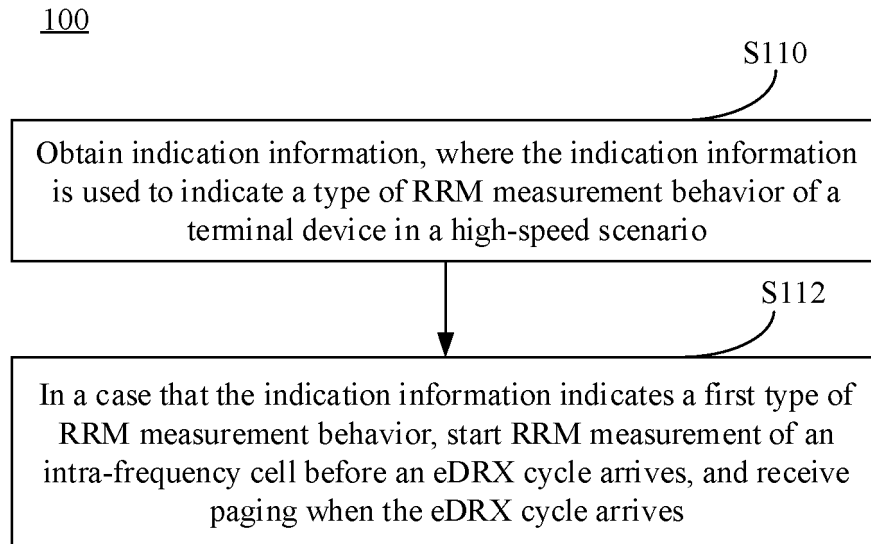 100
S110
Obtain indication information, where the indication information
is used to indicate a type of RRM measurement behavior of a
terminal device in a high-speed scenario
S112
In a case that the indication information indicates a first type of
RRM measurement behavior, start RRM measurement of an
intra-frequency cell before an eDRX cycle arrives, and receive
paging when the eDRX cycle arrives